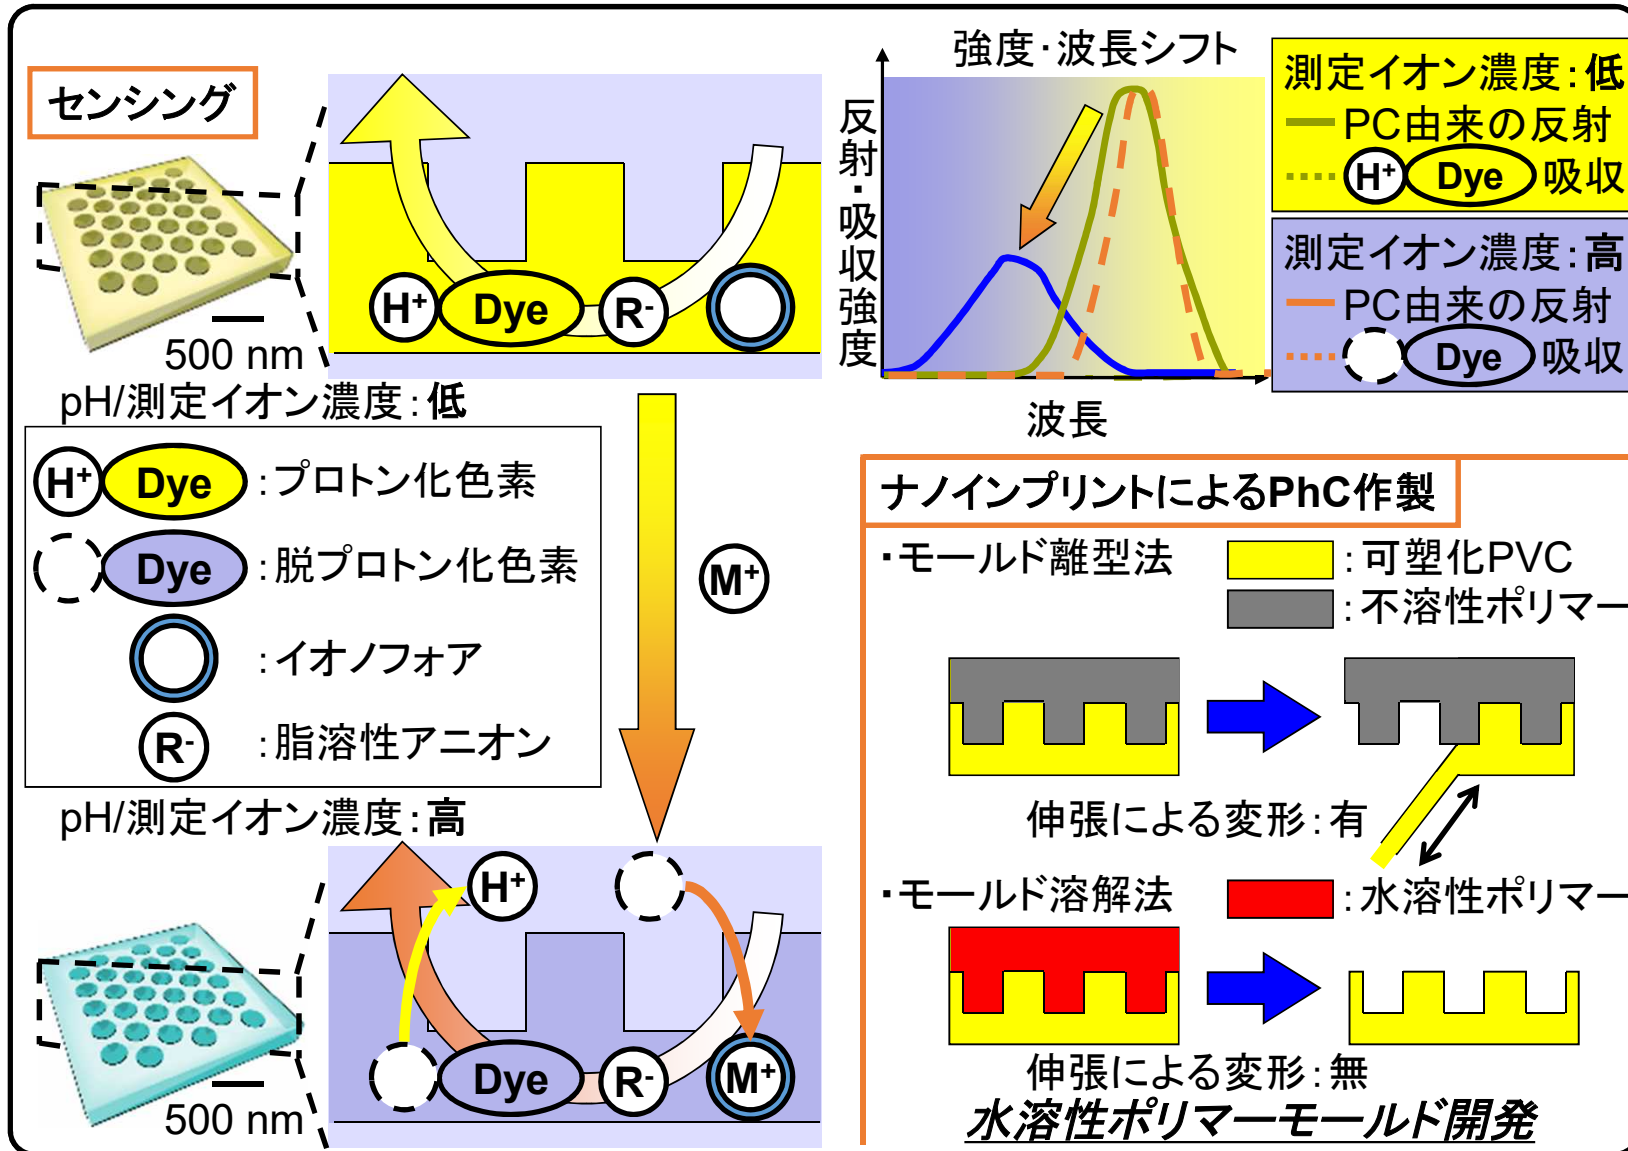 センシング
500 nm
H+ Dye R-
pH/測定イオン濃度：低
H+ Dye ：プロトン化色素
Dye ：脱プロトン化色素
：イオノフォア
R- ：脂溶性アニオン
pH/測定イオン濃度：高
M+
H+
Dye R- M+
500 nm
強度・波長シフト
反射・吸収強度
波長
測定イオン濃度：低
PC由来の反射
H+ Dye 吸収
測定イオン濃度：高
PC由来の反射
Dye 吸収
ナノインプリントによるPhC作製
・モールド離型法
：可塑化PVC
：不溶性ポリマー
伸張による変形：有
・モールド溶解法
：水溶性ポリマー
伸張による変形：無
水溶性ポリマーモールド開発